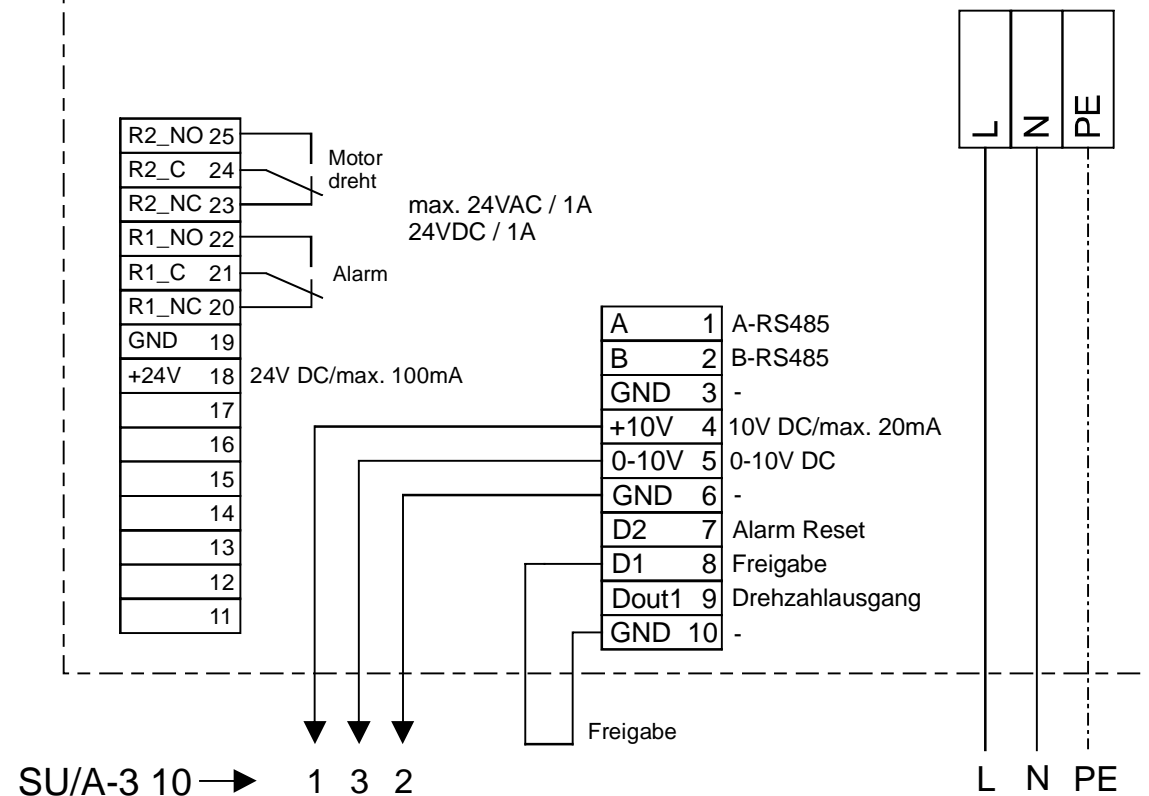 L
N
PE
R2_NO 25
R2_C 24
R2_NC 23
R1_NO 22
R1_C 21
R1_NC 20
GND 19
+24V 18 24V DC/max. 100mA
17
16
15
14
13
12
11
Motor
dreht
max. 24VAC / 1A
24VDC / 1A
Alarm
A 1 A-RS485
B 2 B-RS485
GND 3 -
+10V 4 10V DC/max. 20mA
0-10V 5 0-10V DC
GND 6 -
D2 7 Alarm Reset
D1 8 Freigabe
Dout1 9 Drehzahlausgang
GND 10 -
Freigabe
SU/A-3 10 1 3 2
L N PE